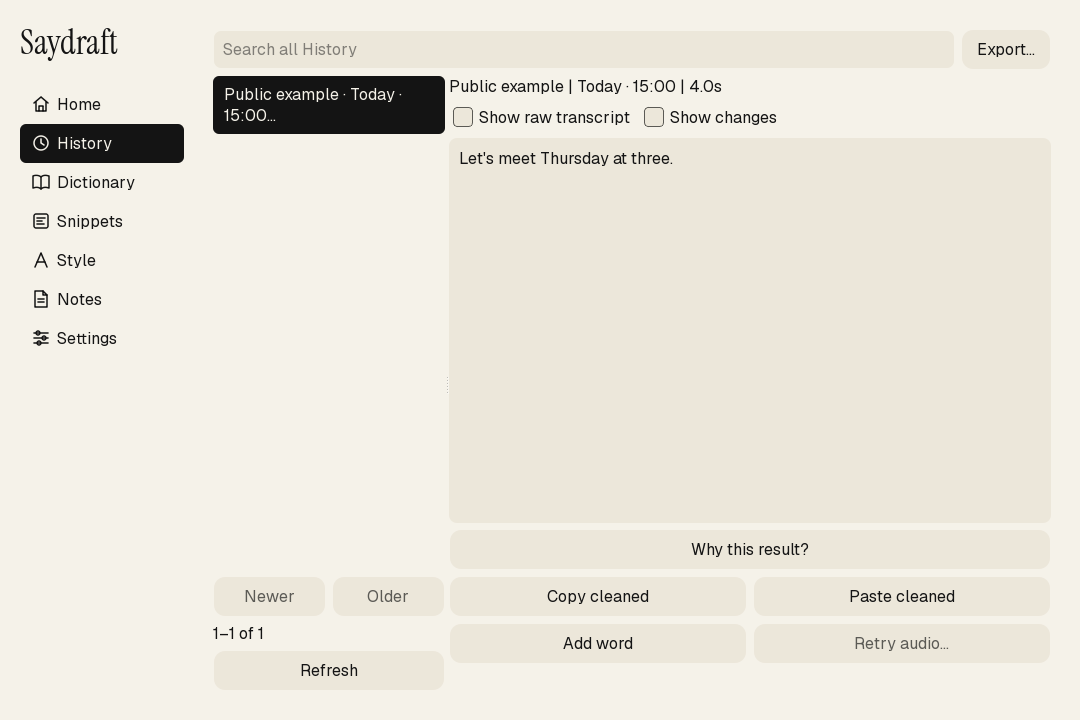 Saydraft
Home
History
Dictionary
Snippets
Style
Notes
Settings
Search all History
Export...
Public example · Today ·
15:00...
Newer
Older
1–1 of 1
Refresh
Public example | Today · 15:00 | 4.0s
Show raw transcript
Show changes
Let's meet Thursday at three.
Why this result?
Copy cleaned
Paste cleaned
Add word
Retry audio...